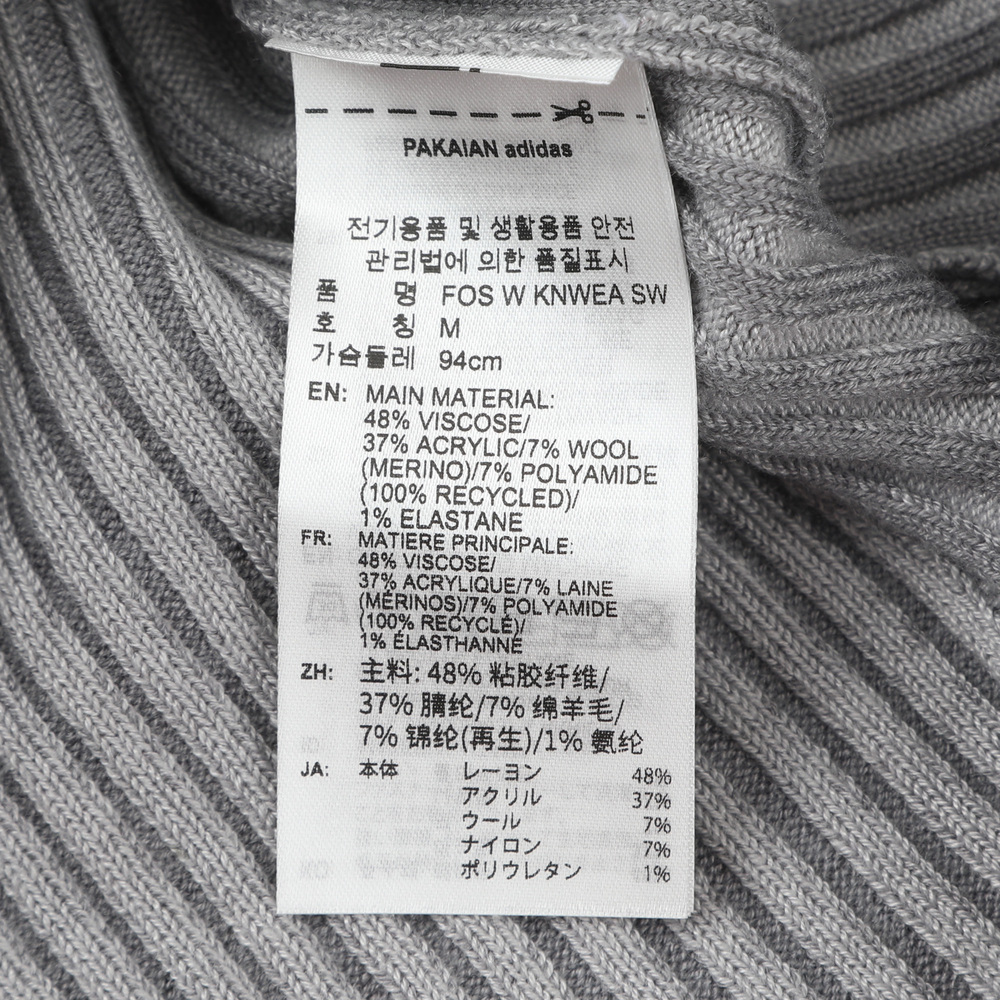 PAKAIAN adidas
전기용품 및 생활용품 안전
관리법에 의한 품질표시
품 명 FOS W KNWEA SW
호 칭 M
가슴둘레 94cm
EN: MAIN MATERIAL:
48% VISCOSE/
37% ACRYLIC/7% WOOL
(MERINO)/7% POLYAMIDE
(100% RECYCLED)/
1% ELASTANE
FR: MATIERE PRINCIPALE:
48% VISCOSE/
37% ACRYLIQUE/7% LAINE
(MÉRINOS)/7% POLYAMIDE
(100% RECYCLÉ)/
1% ÉLASTHANNE
ZH: 主料: 48% 粘胶纤维/
37% 腈纶/7% 绵羊毛/
7% 锦纶(再生)/1% 氨纶
JA: 本体 レーヨン 48%
アクリル 37%
ウール 7%
ナイロン 7%
ポリウレタン 1%